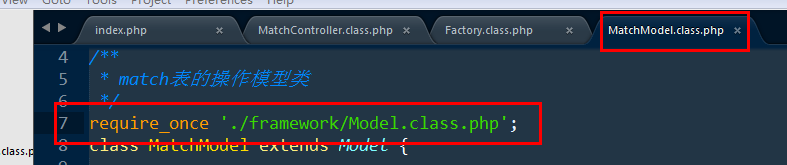 Goto Tools Project Preferences Help
index.php × MatchController.class.php × Factory.class.php × MatchModel.class.php ×
4 /**
5 * match表的操作模型类
6 */
7 require_once './framework/Model.class.php';
8 class MatchModel extends Model {
class.p